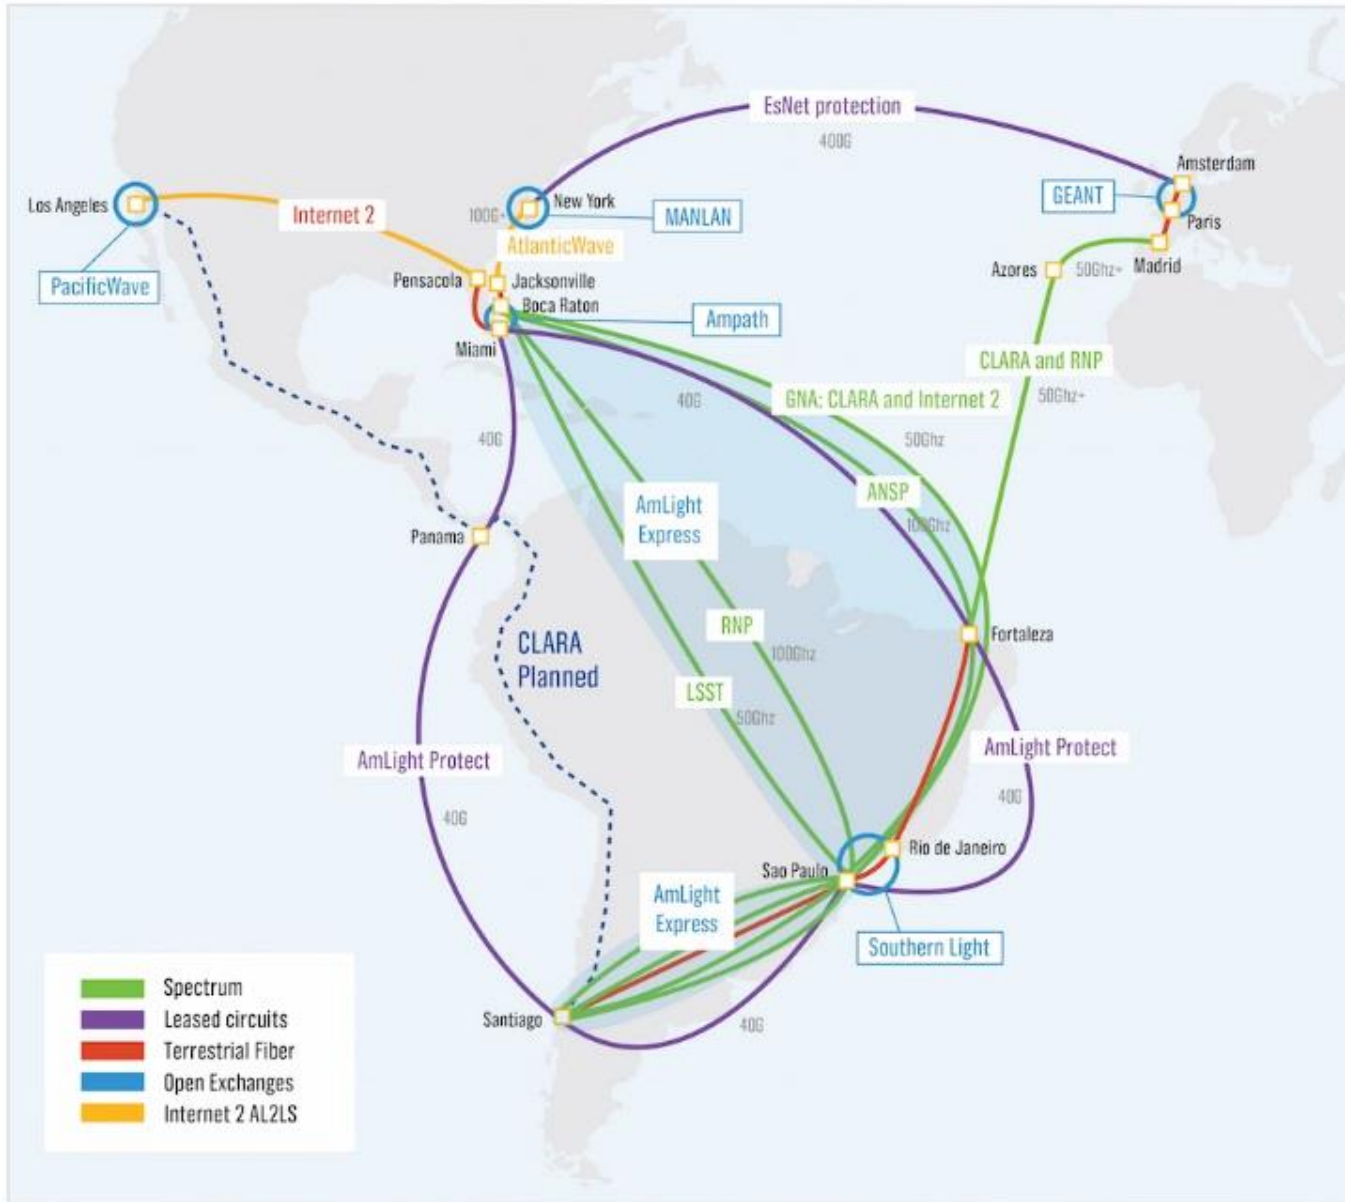 EsNet protection
400G
Amsterdam
GEANT
Paris
Madrid
Azores
50Ghz+
Los Angeles
Internet 2
100G+
New York
MANLAN
AtlanticWave
PacificWave
Pensacola
Jacksonville
Boca Raton
Ampath
Miami
CLARA and RNP
50Ghz+
GNA: CLARA and Internet 2
40G
50Ghz
40G
ANSP
100Ghz
AmLight
Express
Panama
RNP
100Ghz
Fortaleza
CLARA
Planned
LSST
50Ghz
AmLight Protect
40G
AmLight Protect
40G
Rio de Janeiro
Sao Paulo
AmLight
Express
Southern Light
Santiago
40G
Spectrum
Leased circuits
Terrestrial Fiber
Open Exchanges
Internet 2 AL2LS